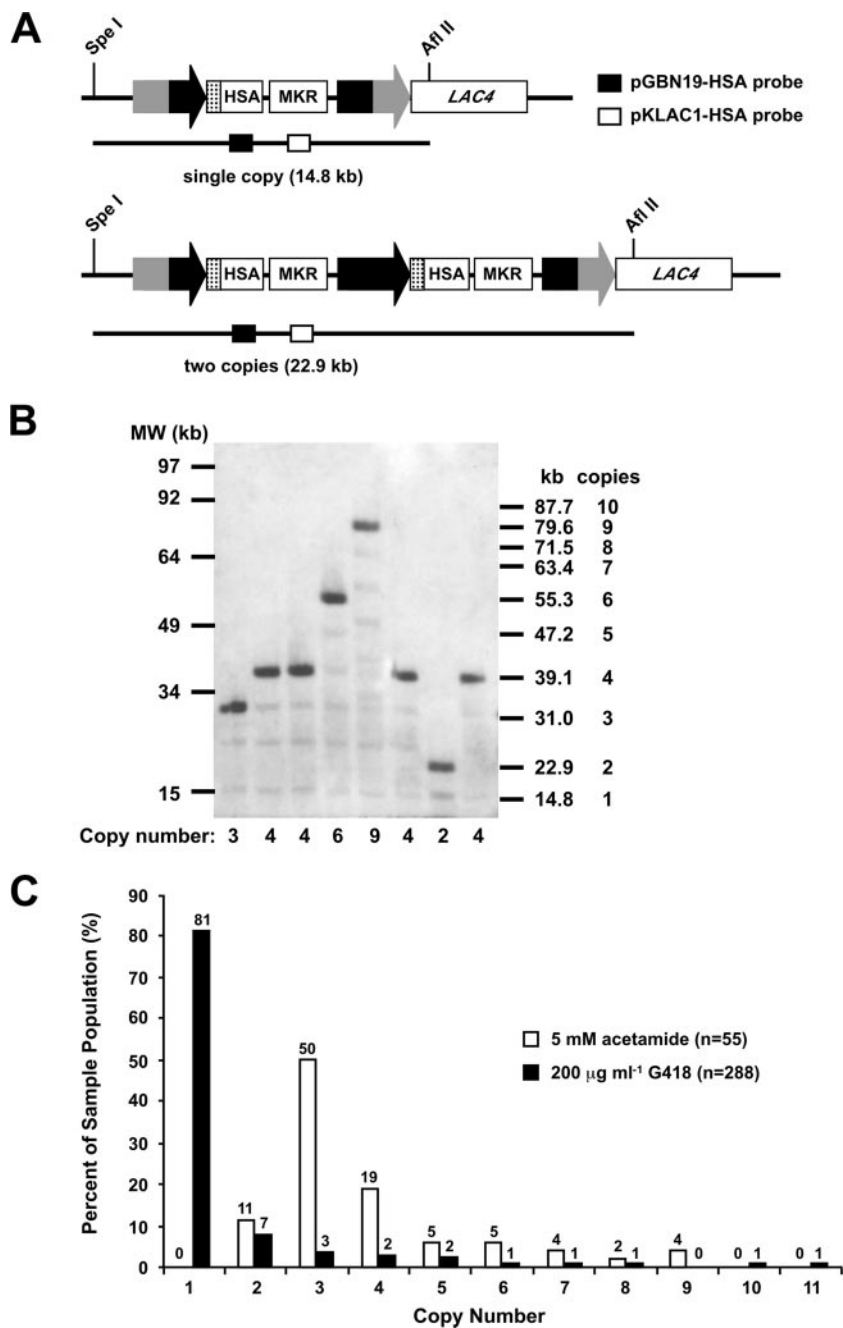 A
Spe I
Afl II
HSA
MKR
LAC4
pGBN19-HSA probe
pKLAC1-HSA probe
single copy (14.8 kb)
Spe I
Afl II
HSA
MKR
HSA
MKR
LAC4
two copies (22.9 kb)
B
MW (kb)
97
92
64
49
34
15
kb copies
87.7 10
79.6 9
71.5 8
63.4 7
55.3 6
47.2 5
39.1 4
31.0 3
22.9 2
14.8 1
Copy number: 3 4 4 6 9 4 2 4
C
Percent of Sample Population (%)
90
80
70
60
50
40
30
20
10
0
0 81
11 7
50 3
19 2
5 2
5 1
4 1
2 1
4 0
0 1
0 1
5 mM acetamide (n=55)
200 μg ml-1 G418 (n=288)
1 2 3 4 5 6 7 8 9 10 11
Copy Number